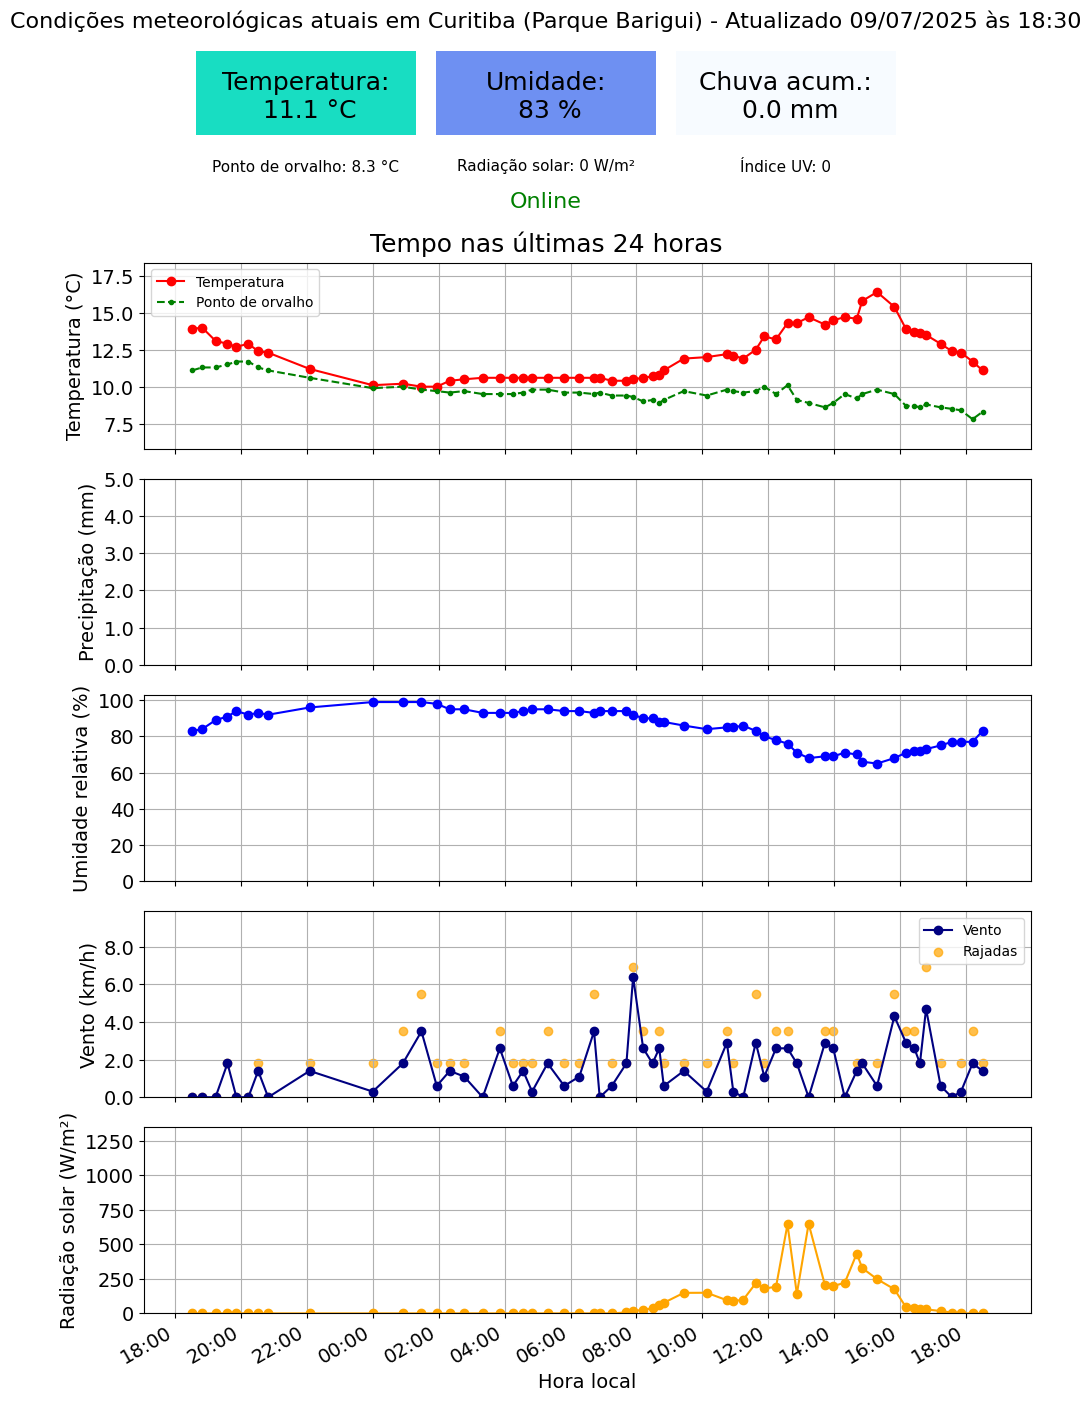 Condições meteorológicas atuais em Curitiba (Parque Barigui) - Atualizado 09/07/2025 às 18:30
Temperatura:
11.1 °C
Umidade:
83 %
Chuva acum.:
0.0 mm
Ponto de orvalho: 8.3 °C
Radiação solar: 0 W/m²
Índice UV: 0
Online
Tempo nas últimas 24 horas
Temperatura (°C)
17.5
15.0
12.5
10.0
7.5
Temperatura
Ponto de orvalho
Precipitação (mm)
5.0
4.0
3.0
2.0
1.0
0.0
Umidade relativa (%)
100
80
60
40
20
0
Vento (km/h)
8.0
6.0
4.0
2.0
0.0
Vento
Rajadas
Radiação solar (W/m²)
1250
1000
750
500
250
0
18:00
20:00
22:00
00:00
02:00
04:00
06:00
08:00
10:00
12:00
14:00
16:00
18:00
Hora local